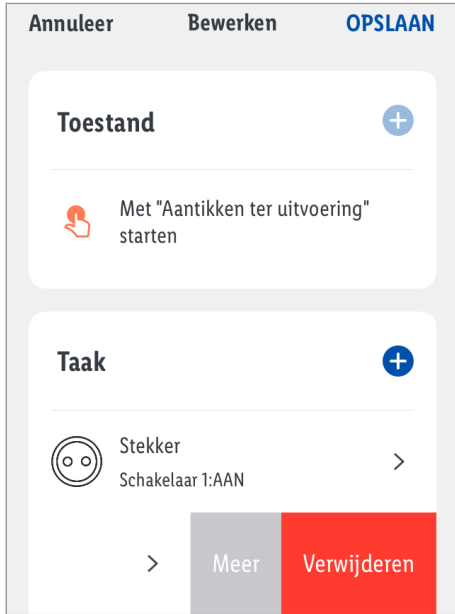 Annuleer Bewerken OPSLAAN
Toestand
Met "Aantikken ter uitvoering"
starten
Taak
Stekker
Schakelaar 1:AAN
Meer Verwijderen